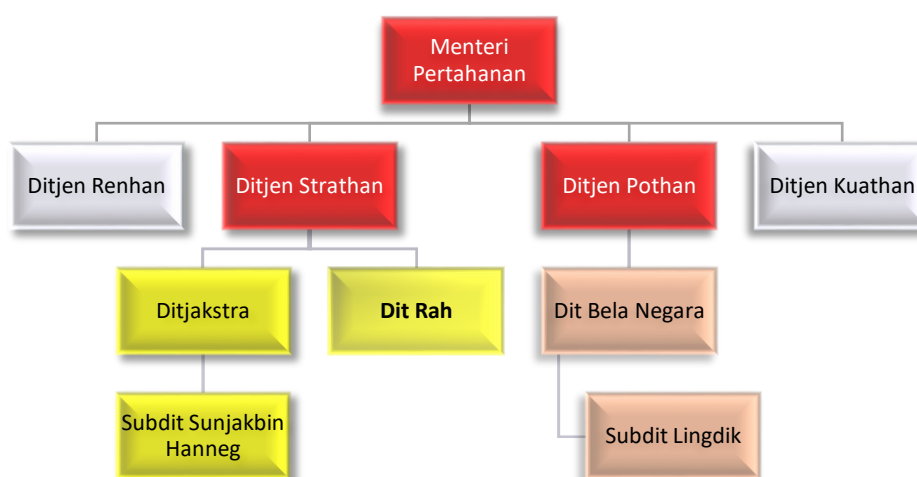 Menteri
Pertahanan
Ditjen Renhan
Ditjen Strathan
Ditjen Pothan
Ditjen Kuathan
Ditjakstra
Dit Rah
Dit Bela Negara
Subdit Sunjakbin
Hanneg
Subdit Lingdik